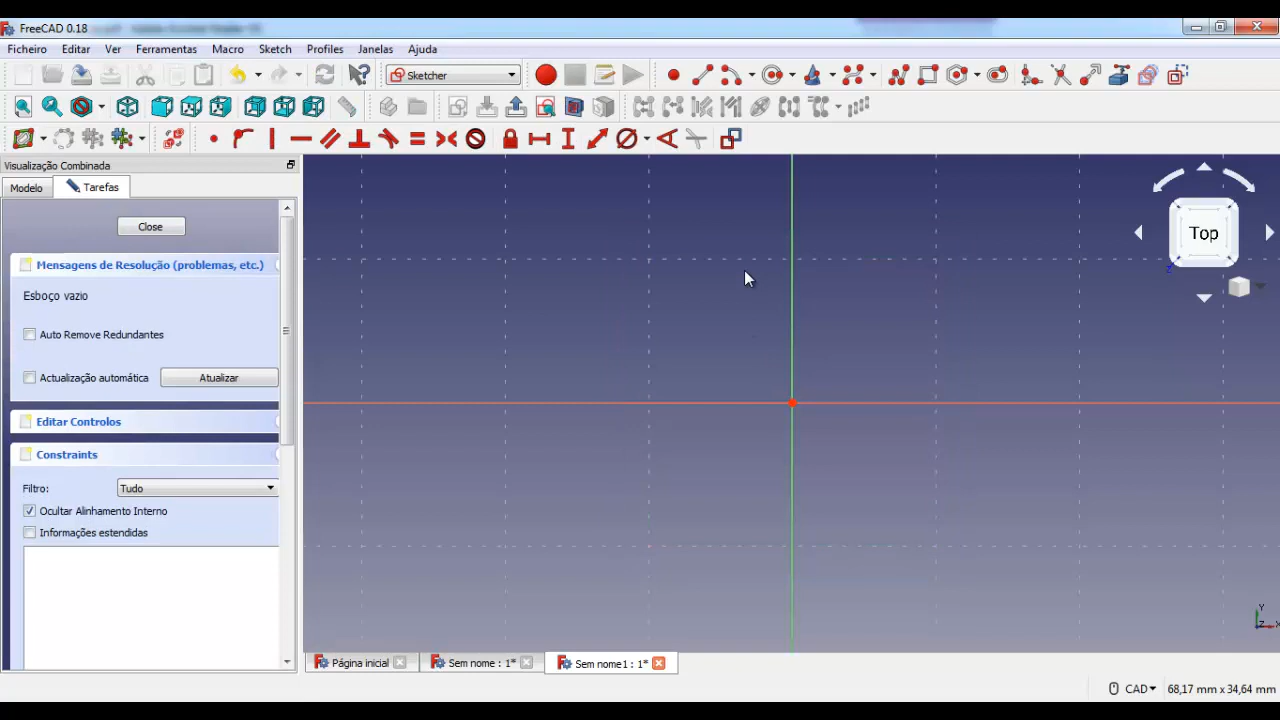 FreeCAD 0.18
Ficheiro Editar Ver Ferramentas Macro Sketch Profiles Janelas Ajuda
Sketcher
Visualização Combinada
Modelo Tarefas
Close
Mensagens de Resolução (problemas, etc.)
Esboço vazio
Auto Remove Redundantes
Actualização automática Atualizar
Editar Controlos
Constraints
Filtro: Tudo
Ocultar Alinhamento Interno
Informações estendidas
Top
Z
Y
Z X
Página inicial Sem nome : 1* Sem nome1 : 1*
CAD 68,17 mm x 34,64 mm